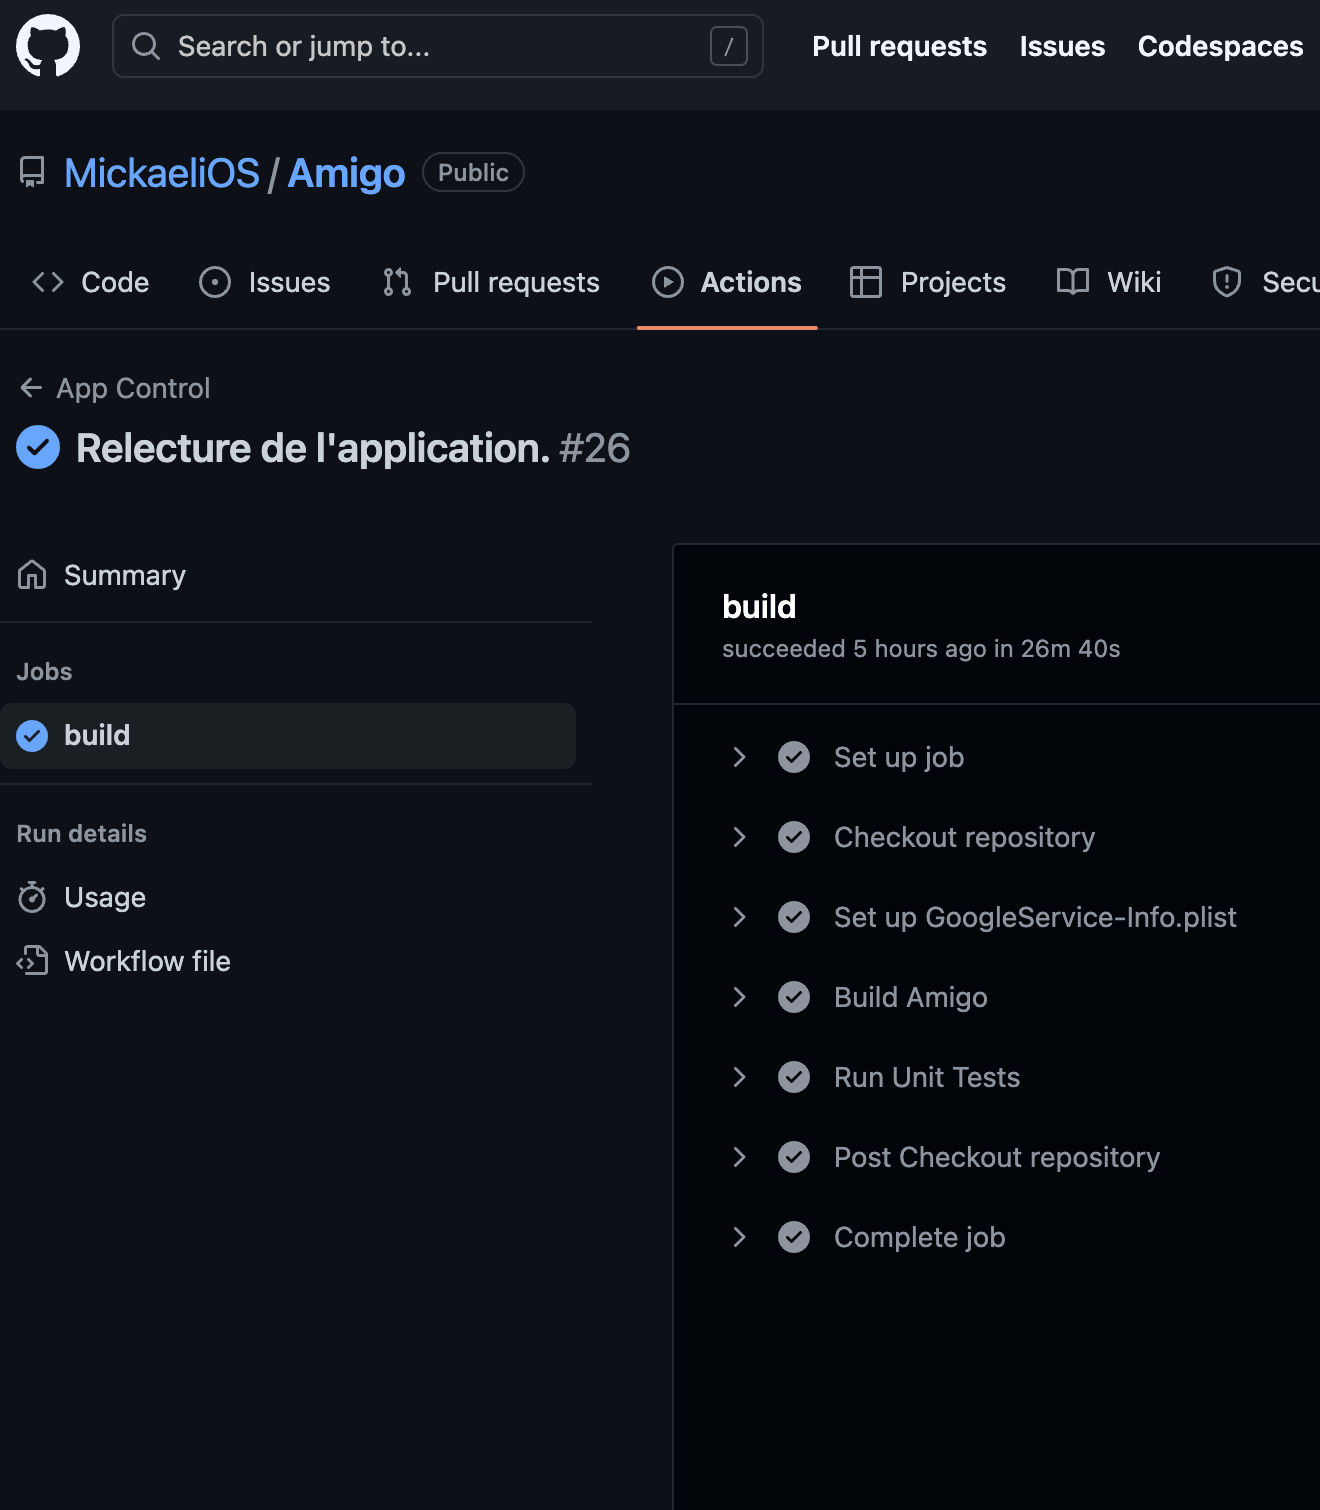 Search or jump to... /
Pull requests Issues Codespaces
MickaeliOS / Amigo Public
Code Issues Pull requests Actions Projects Wiki Secu
App Control
Relecture de l'application. #26
Summary
Jobs
build
Run details
Usage
Workflow file
build
succeeded 5 hours ago in 26m 40s
Set up job
Checkout repository
Set up GoogleService-Info.plist
Build Amigo
Run Unit Tests
Post Checkout repository
Complete job